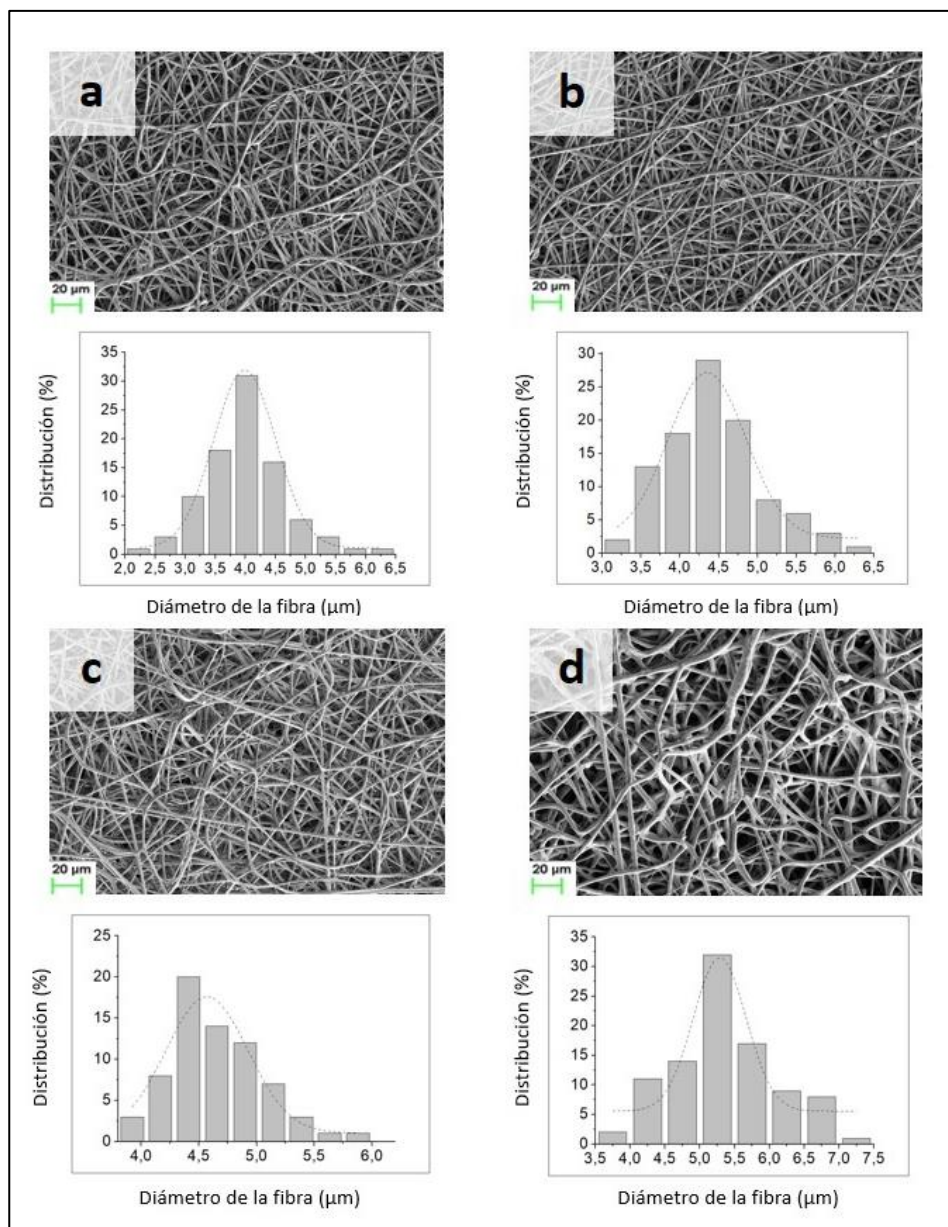 a
b
20 µm
20 µm
Distribución (%)
35
30
25
20
15
10
5
0
2,0 2,5 3,0 3,5 4,0 4,5 5,0 5,5 6,0 6,5
Diámetro de la fibra (µm)
Distribución (%)
30
25
20
15
10
5
0
3,0 3,5 4,0 4,5 5,0 5,5 6,0 6,5
Diámetro de la fibra (µm)
c
d
20 µm
20 µm
Distribución (%)
25
20
15
10
5
0
4,0 4,5 5,0 5,5 6,0
Diámetro de la fibra (µm)
Distribución (%)
35
30
25
20
15
10
5
0
3,5 4,0 4,5 5,0 5,5 6,0 6,5 7,0 7,5
Diámetro de la fibra (µm)